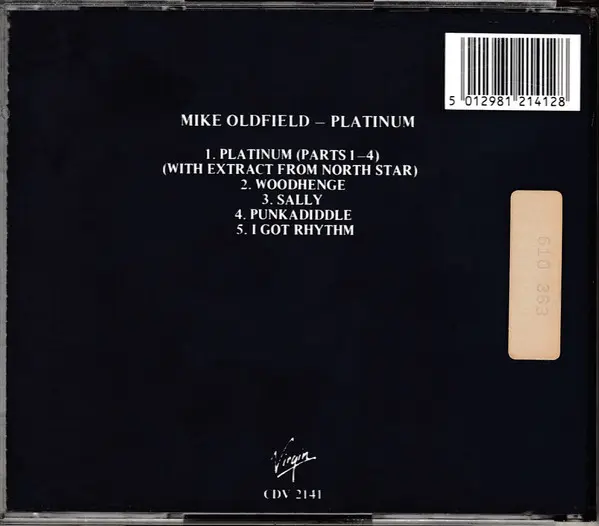 5 012981 214128
MIKE OLDFIELD – PLATINUM
1. PLATINUM (PARTS 1–4)
(WITH EXTRACT FROM NORTH STAR)
2. WOODHENGE
3. SALLY
4. PUNKADIDDLE
5. I GOT RHYTHM
610 863
Virgin
CDV 2141